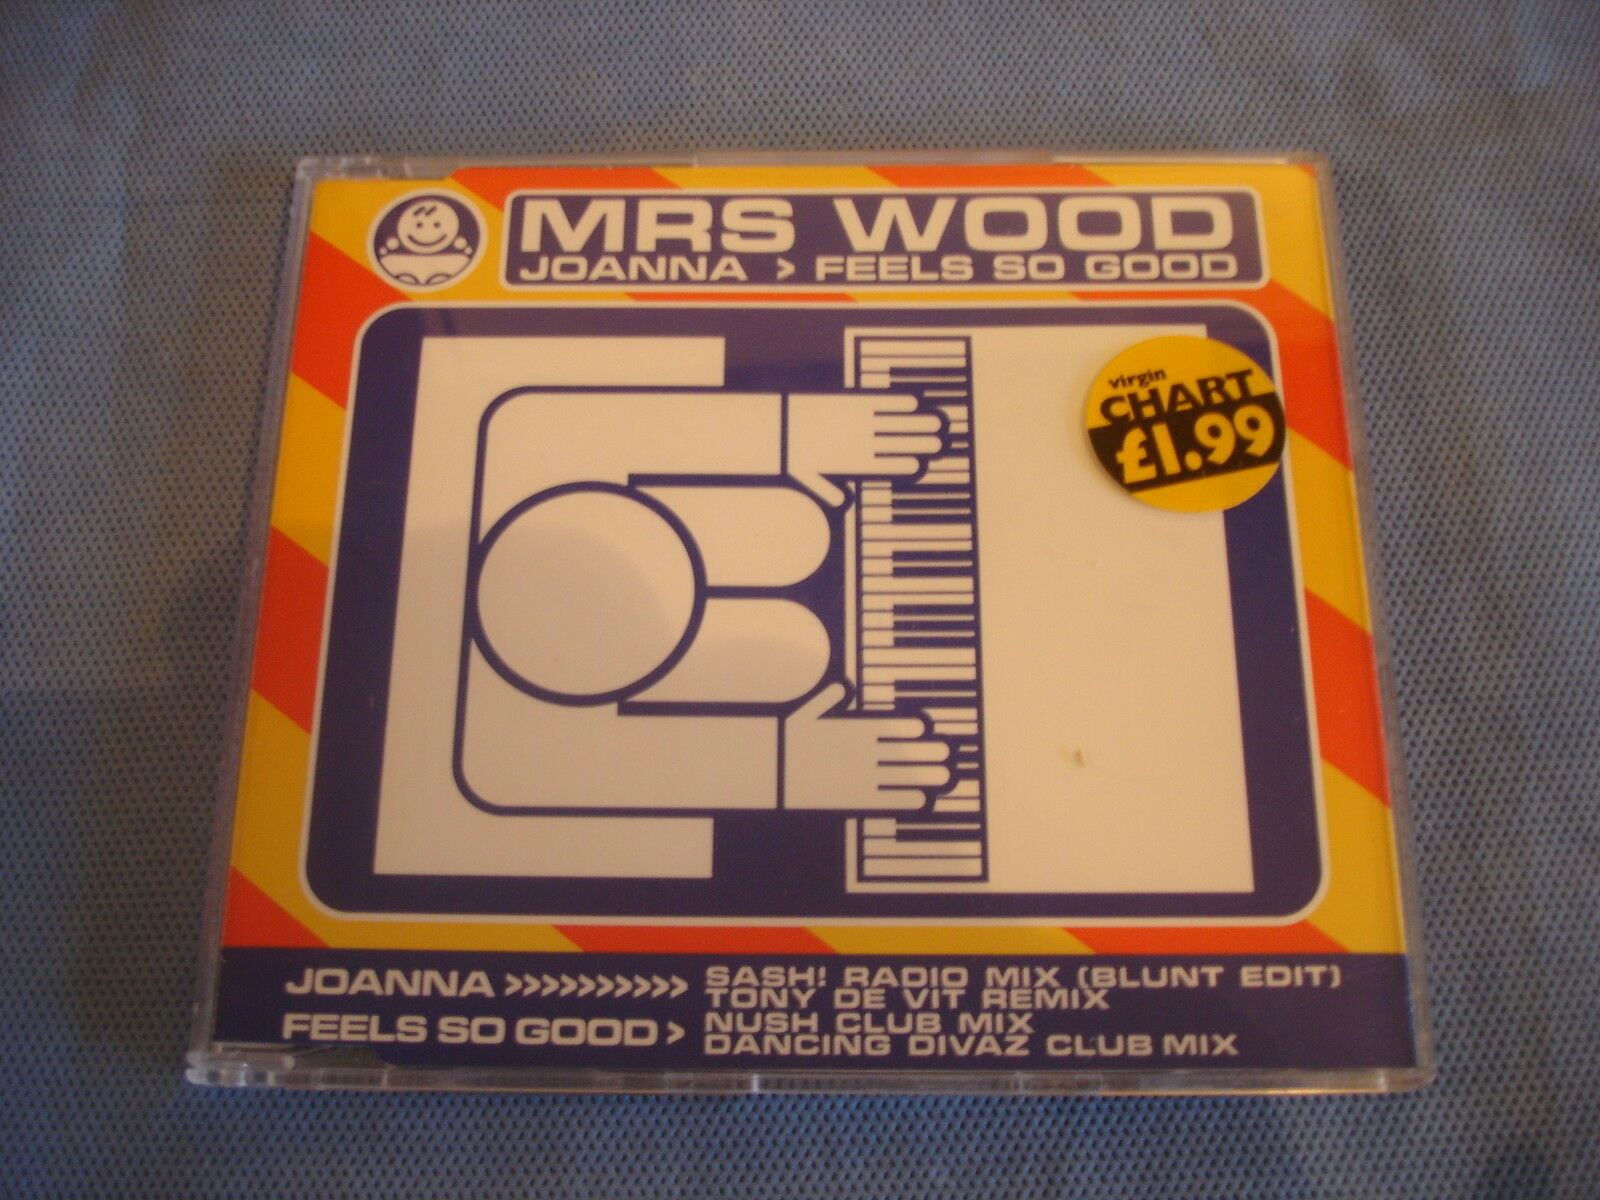 MRS WOOD
JOANNA > FEELS SO GOOD
virgin
CHART
£1.99
JOANNA >>>>>>>>>> SASH! RADIO MIX (BLUNT EDIT)
TONY DE VIT REMIX
FEELS SO GOOD > NUSH CLUB MIX
DANCING DIVAZ CLUB MIX